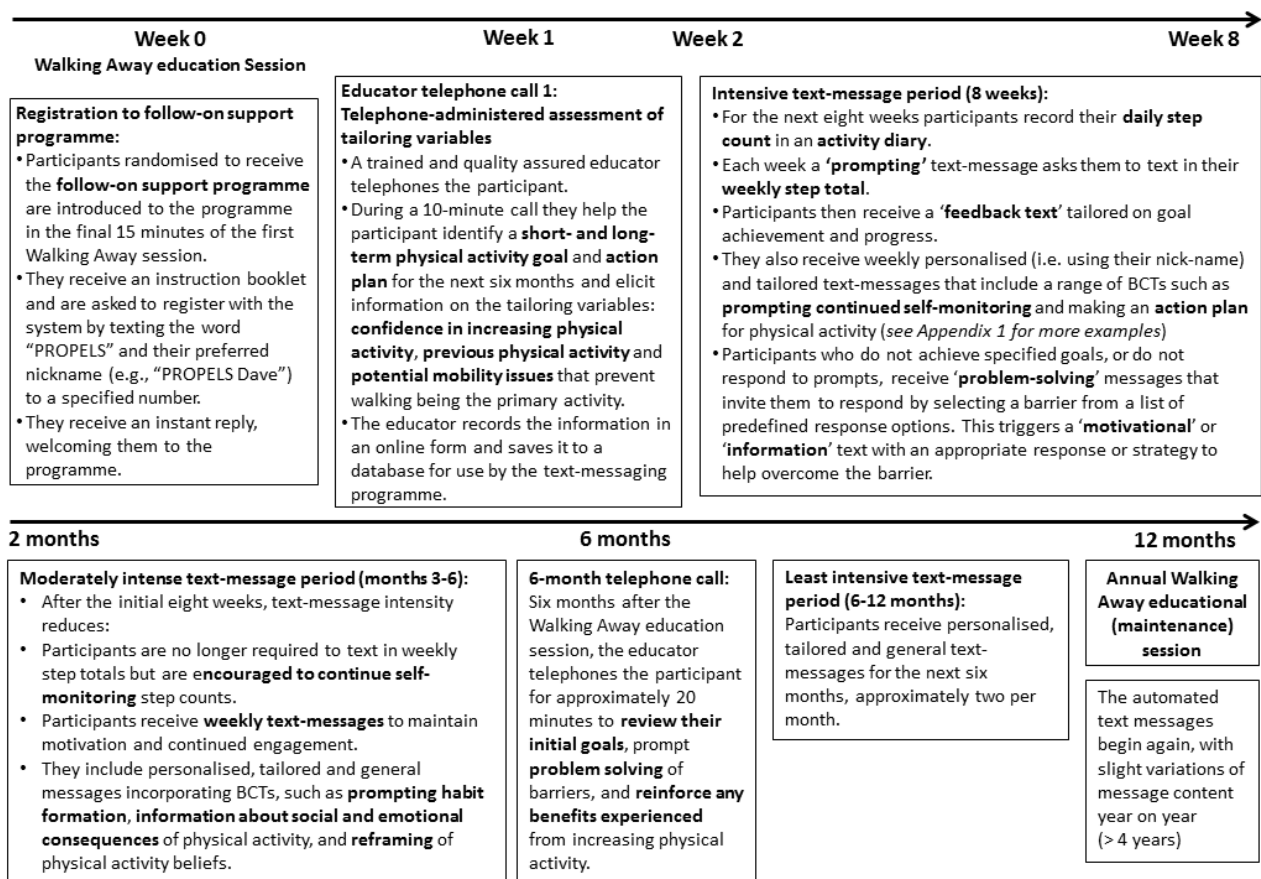 Week 0
Week 1
Week 2
Week 8
Walking Away education Session
Registration to follow-on support
programme:
• Participants randomised to receive
the follow-on support programme
are introduced to the programme
in the final 15 minutes of the first
Walking Away session.
• They receive an instruction booklet
and are asked to register with the
system by texting the word
“PROPELS” and their preferred
nickname (e.g., “PROPELS Dave”)
to a specified number.
• They receive an instant reply,
welcoming them to the
programme.
Educator telephone call 1:
Telephone-administered assessment of
tailoring variables
• A trained and quality assured educator
telephones the participant.
• During a 10-minute call they help the
participant identify a short- and long-
term physical activity goal and action
plan for the next six months and elicit
information on the tailoring variables:
confidence in increasing physical
activity, previous physical activity and
potential mobility issues that prevent
walking being the primary activity.
• The educator records the information in
an online form and saves it to a
database for use by the text-messaging
programme.
Intensive text-message period (8 weeks):
• For the next eight weeks participants record their daily step
count in an activity diary.
• Each week a ‘prompting’ text-message asks them to text in their
weekly step total.
• Participants then receive a ‘feedback text’ tailored on goal
achievement and progress.
• They also receive weekly personalised (i.e. using their nick-name)
and tailored text-messages that include a range of BCTs such as
prompting continued self-monitoring and making an action plan
for physical activity (see Appendix 1 for more examples)
• Participants who do not achieve specified goals, or do not
respond to prompts, receive ‘problem-solving’ messages that
invite them to respond by selecting a barrier from a list of
predefined response options. This triggers a ‘motivational’ or
‘information’ text with an appropriate response or strategy to
help overcome the barrier.
2 months
6 months
12 months
Moderately intense text-message period (months 3-6):
• After the initial eight weeks, text-message intensity
reduces:
• Participants are no longer required to text in weekly
step totals but are encouraged to continue self-
monitoring step counts.
• Participants receive weekly text-messages to maintain
motivation and continued engagement.
• They include personalised, tailored and general
messages incorporating BCTs, such as prompting habit
formation, information about social and emotional
consequences of physical activity, and reframing of
physical activity beliefs.
6-month telephone call:
Six months after the
Walking Away education
session, the educator
telephones the participant
for approximately 20
minutes to review their
initial goals, prompt
problem solving of
barriers, and reinforce any
benefits experienced
from increasing physical
activity.
Least intensive text-message
period (6-12 months):
Participants receive personalised,
tailored and general text-
messages for the next six
months, approximately two per
month.
Annual Walking
Away educational
(maintenance)
session
The automated
text messages
begin again, with
slight variations of
message content
year on year
(> 4 years)